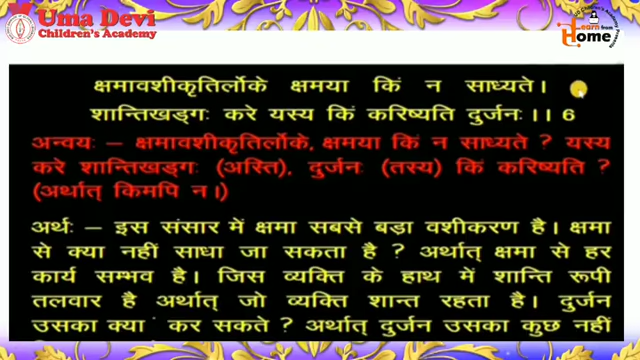 Uma Devi
Children's Academy
Learn from
Home
क्षमावशीकृतिर्लोके क्षमया किं न साध्यते।
शान्तिखड्गः करे यस्य किं करिष्यति दुर्जनः।। 6
अन्वयः – क्षमावशीकृतिर्लोके, क्षमया किं न साध्यते ? यस्य
करे शान्तिखड्गः (अस्ति), दुर्जनः (तस्य) किं करिष्यति ?
(अर्थात् किमपि न।)
अर्थः – इस संसार में क्षमा सबसे बड़ा वशीकरण है। क्षमा
से क्या नहीं साधा जा सकता है ? अर्थात् क्षमा से हर
कार्य सम्भव है। जिस व्यक्ति के हाथ में शान्ति रूपी
तलवार है अर्थात् जो व्यक्ति शान्त रहता है। दुर्जन
उसका क्या कर सकते ? अर्थात् दुर्जन उसका कुछ नहीं